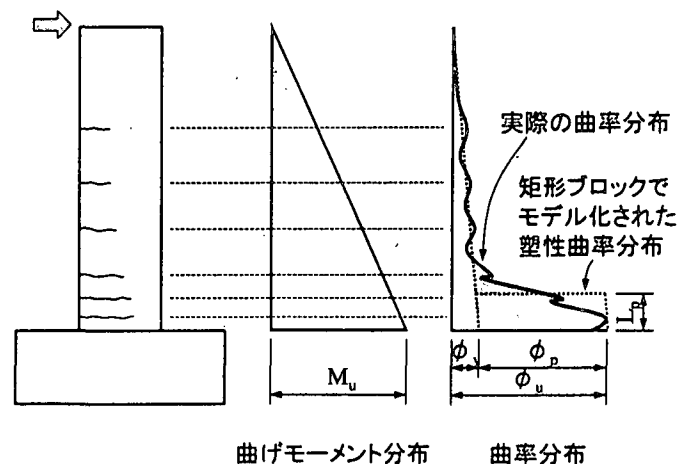 実際の曲率分布
矩形ブロックで
モデル化された
塑性曲率分布
Lp
ϕy
ϕp
Mu
ϕu
曲げモーメント分布
曲率分布